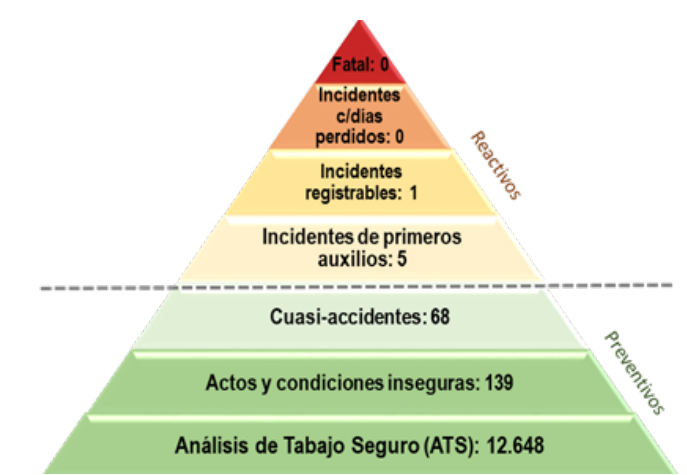 Fatal: 0
Incidentes
c/dias
perdidos: 0
Reactivos
Incidentes
registrables: 1
Incidentes de primeros
auxilios: 5
Cuasi-accidentes: 68
Preventivos
Actos y condiciones inseguras: 139
Análisis de Tabajo Seguro (ATS): 12.648